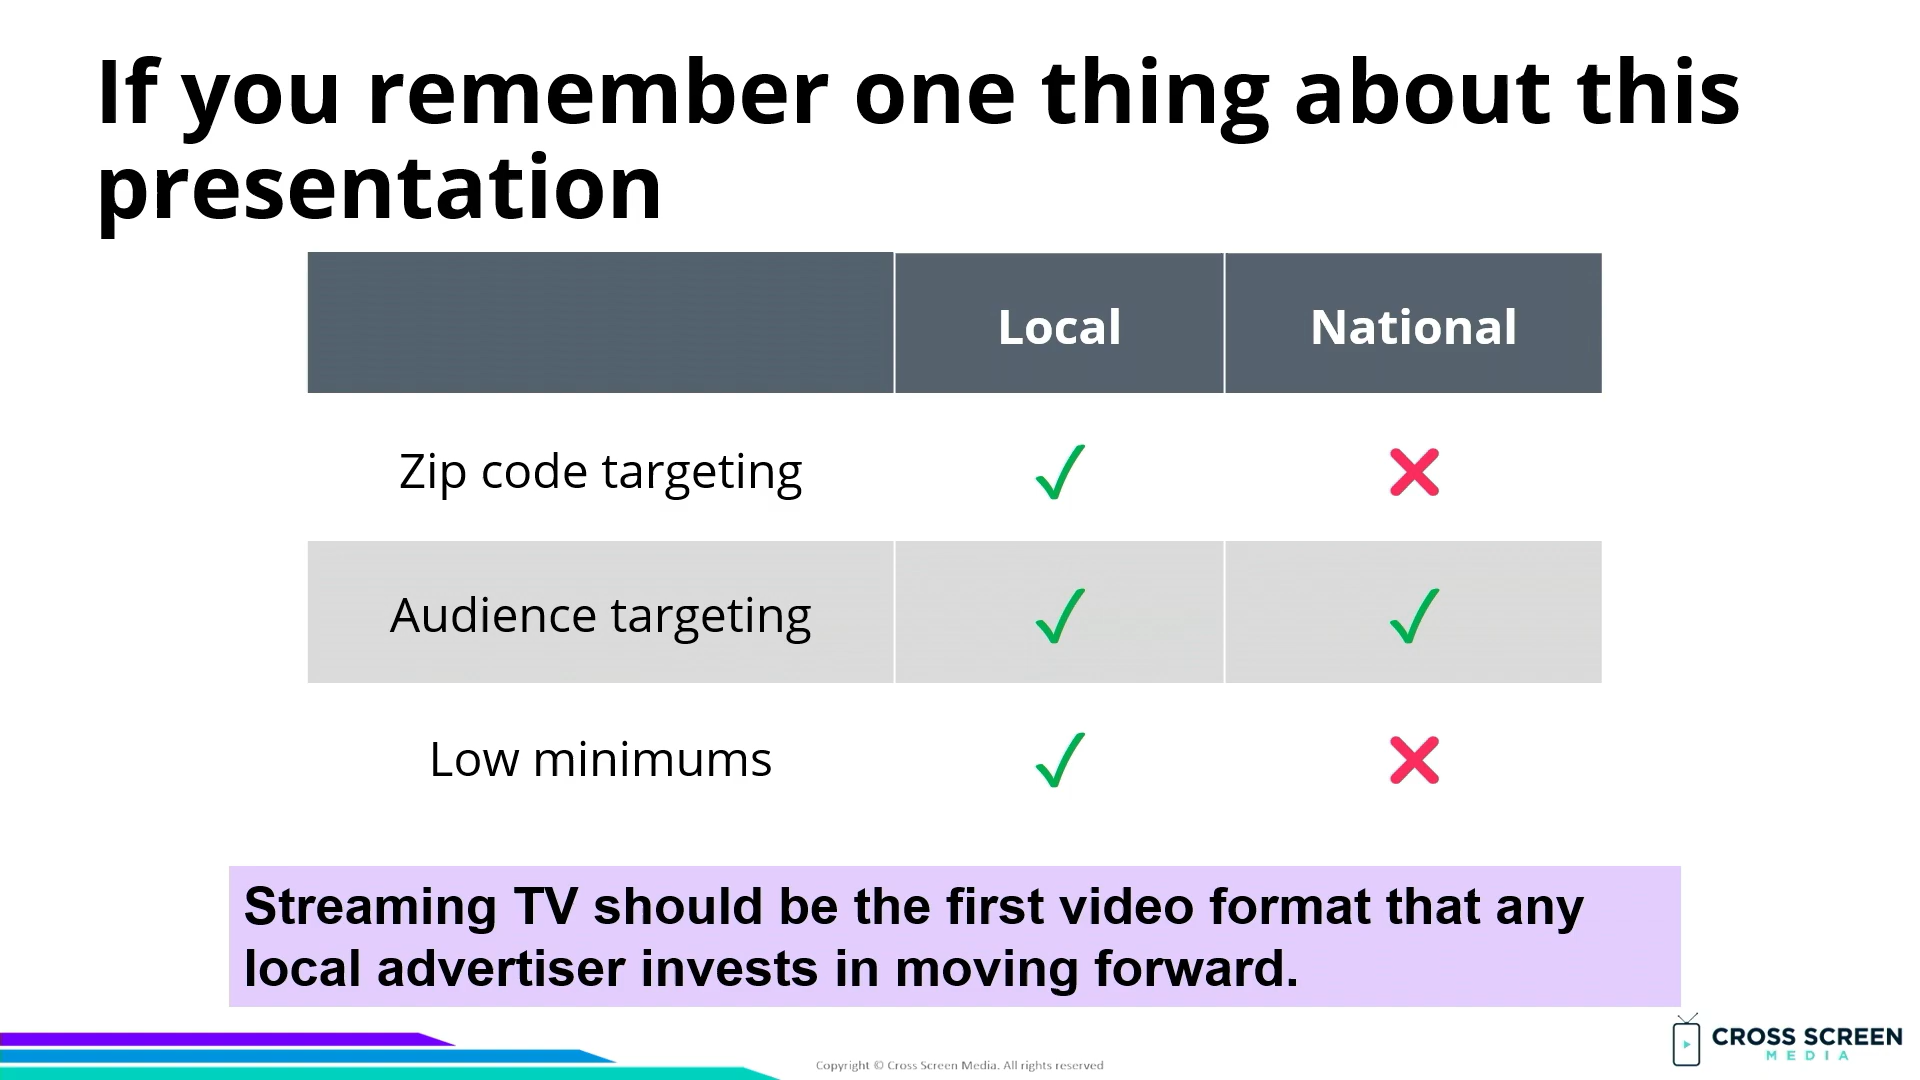 If you remember one thing about this
presentation
Local National
Zip code targeting
Audience targeting
Low minimums
Streaming TV should be the first video format that any
local advertiser invests in moving forward.
Copyright © Cross Screen Media. All rights reserved
CROSS SCREEN
MEDIA